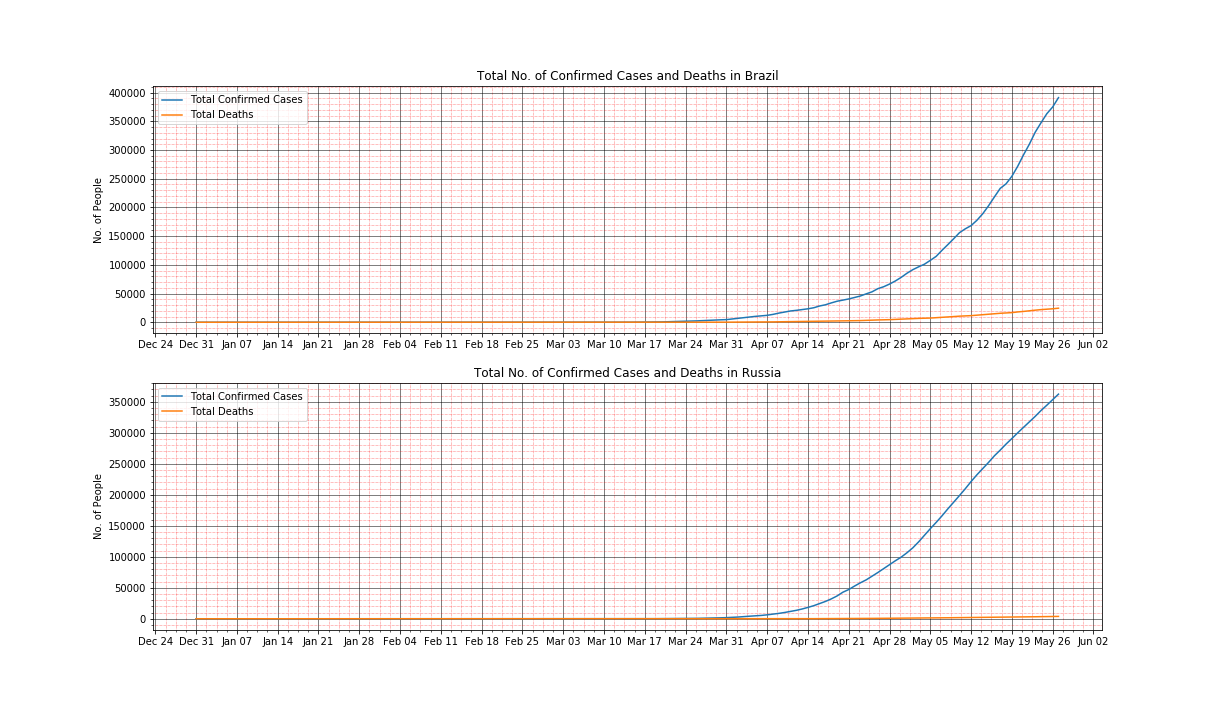 Total No. of Confirmed Cases and Deaths in Brazil
Total Confirmed Cases
Total Deaths
No. of People
400000
350000
300000
250000
200000
150000
100000
50000
0
Dec 24 Dec 31 Jan 07 Jan 14 Jan 21 Jan 28 Feb 04 Feb 11 Feb 18 Feb 25 Mar 03 Mar 10 Mar 17 Mar 24 Mar 31 Apr 07 Apr 14 Apr 21 Apr 28 May 05 May 12 May 19 May 26 Jun 02
Total No. of Confirmed Cases and Deaths in Russia
Total Confirmed Cases
Total Deaths
No. of People
350000
300000
250000
200000
150000
100000
50000
0
Dec 24 Dec 31 Jan 07 Jan 14 Jan 21 Jan 28 Feb 04 Feb 11 Feb 18 Feb 25 Mar 03 Mar 10 Mar 17 Mar 24 Mar 31 Apr 07 Apr 14 Apr 21 Apr 28 May 05 May 12 May 19 May 26 Jun 02